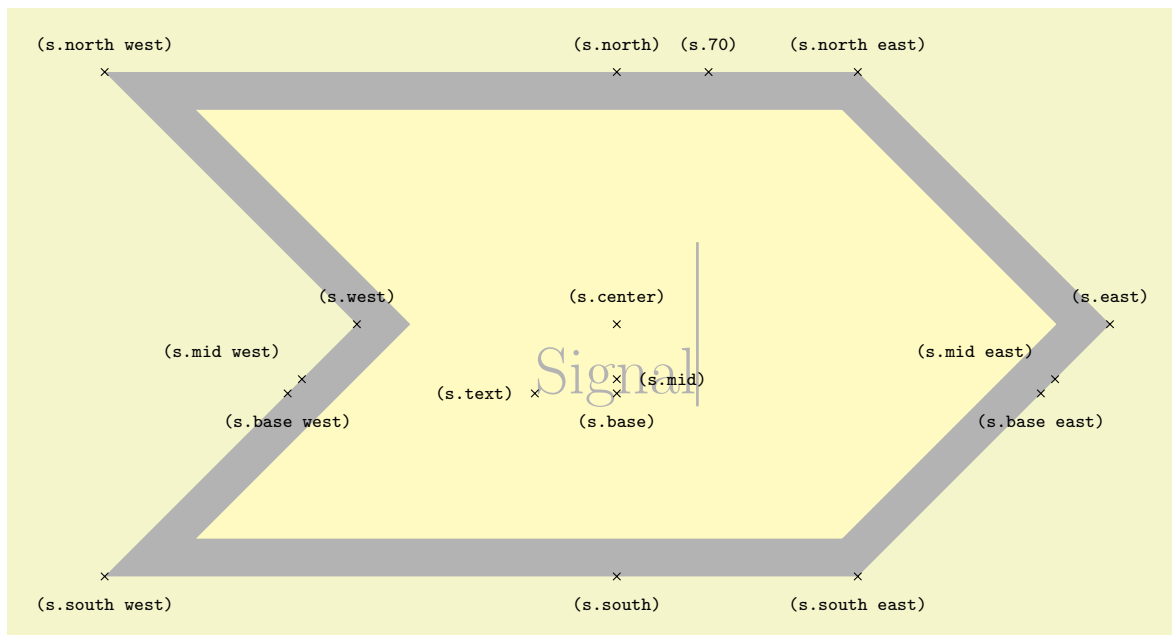 (s.north west) (s.north) (s.70) (s.north east)
(s.west) (s.center) (s.east)
(s.mid west) (s.mid east)
Signal
(s.mid)
(s.text)
(s.base west) (s.base) (s.base east)
(s.south west) (s.south) (s.south east)